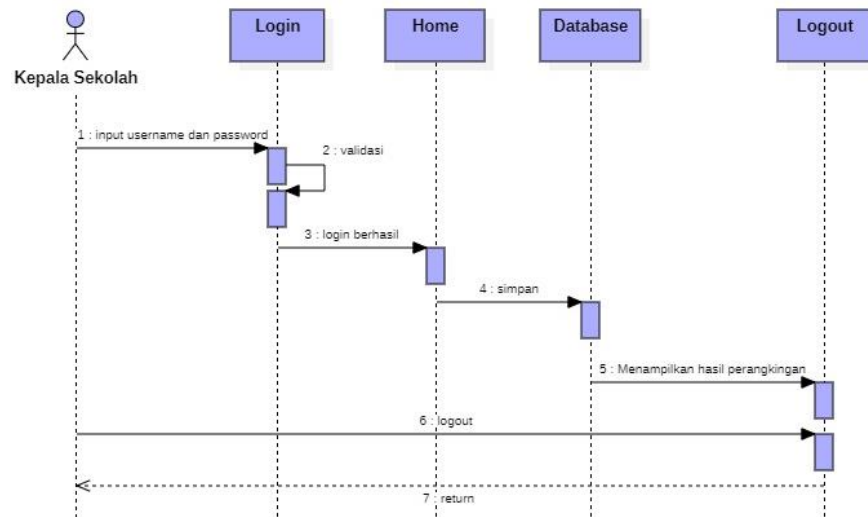 Login
Home
Database
Logout
Kepala Sekolah
1 : input username dan password
2 : validasi
3 : login berhasil
4 : simpan
5 : Menampilkan hasil perangkingan
6 : logout
7 : return